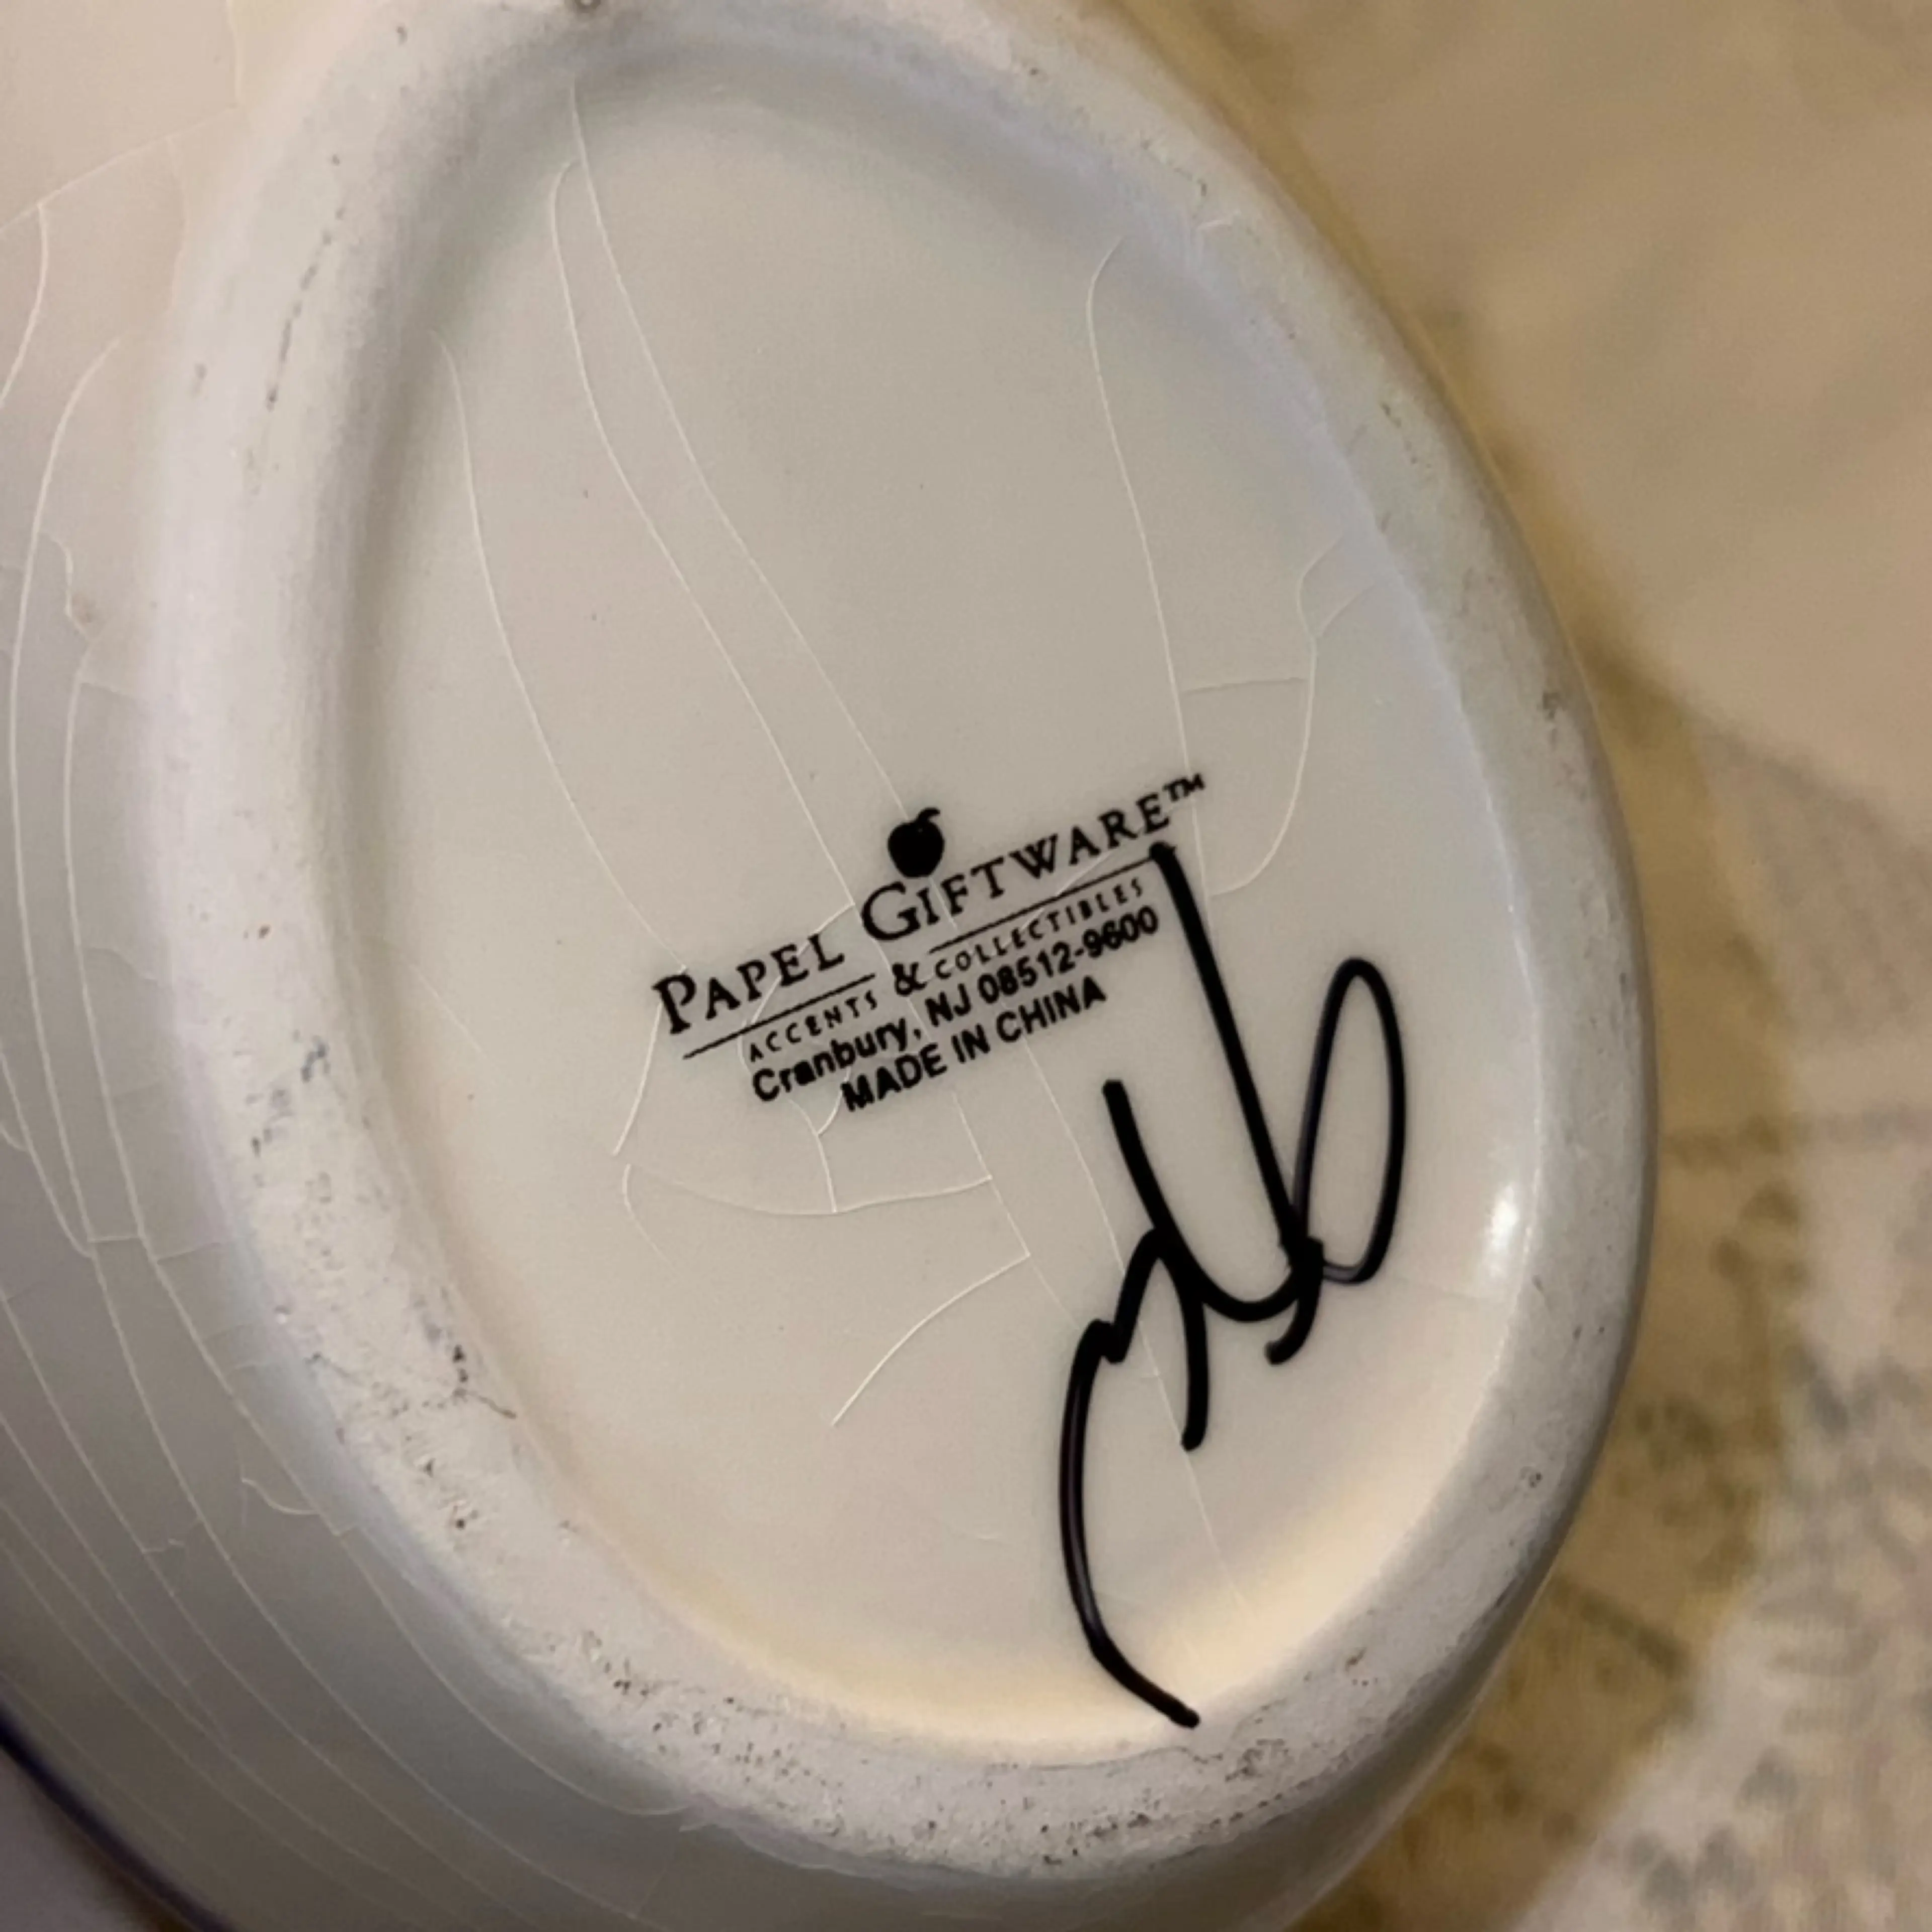 PAPEL GIFTWARE™
ACCENTS & COLLECTIBLES
Cranbury, NJ 08512-9600
MADE IN CHINA